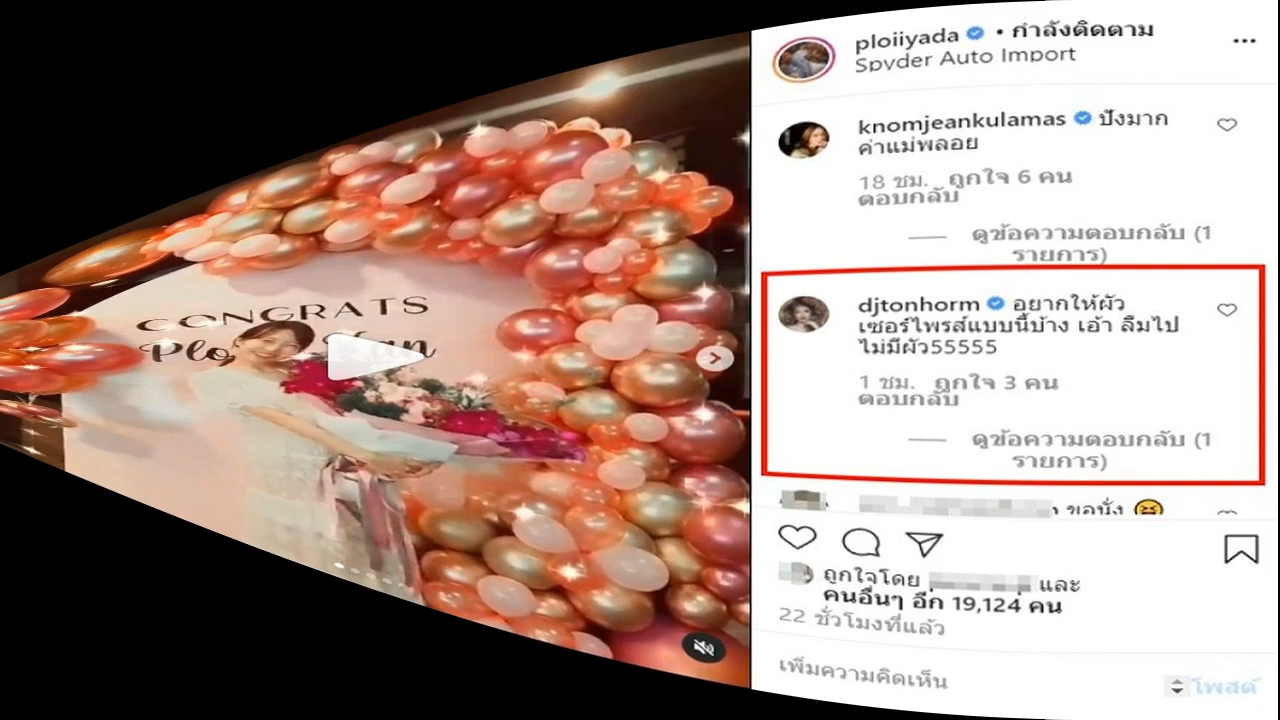 CONGRATS
ploiiyada • กำลังติดตาม
Spyder Auto Import
knomjeankulamas ปังมาก
ค่าแม่พลอย
18 ชม. ถูกใจ 6 คน
ตอบกลับ
ดูข้อความตอบกลับ (1
รายการ)
djtonhorm อยากให้ผัว
เซอร์ไพรส์แบบนี้บ้าง เอ้า ลืมไป
ไม่มีผัว55555
1 ชม. ถูกใจ 3 คน
ตอบกลับ
ดูข้อความตอบกลับ (1
รายการ)
ขอนั่ง
ถูกใจโดย และ
คนอื่นๆ อีก 19,124 คน
22 ชั่วโมงที่แล้ว
เพิ่มความคิดเห็น
โพสต์